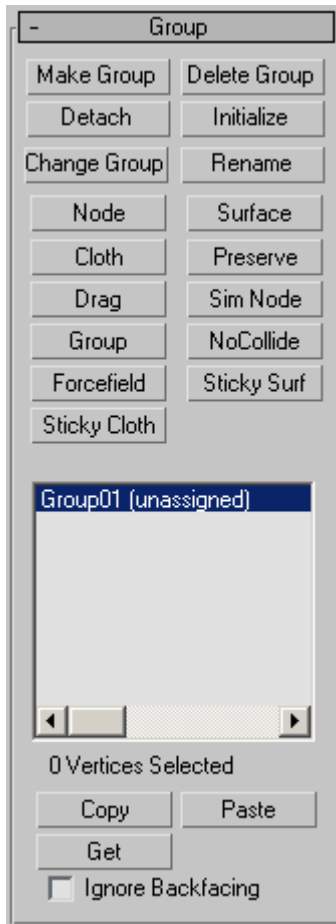 - Group
Make Group Delete Group
Detach Initialize
Change Group Rename
Node Surface
Cloth Preserve
Drag Sim Node
Group NoCollide
Forcefield Sticky Surf
Sticky Cloth
Group01 (unassigned)
0 Vertices Selected
Copy Paste
Get
Ignore Backfacing